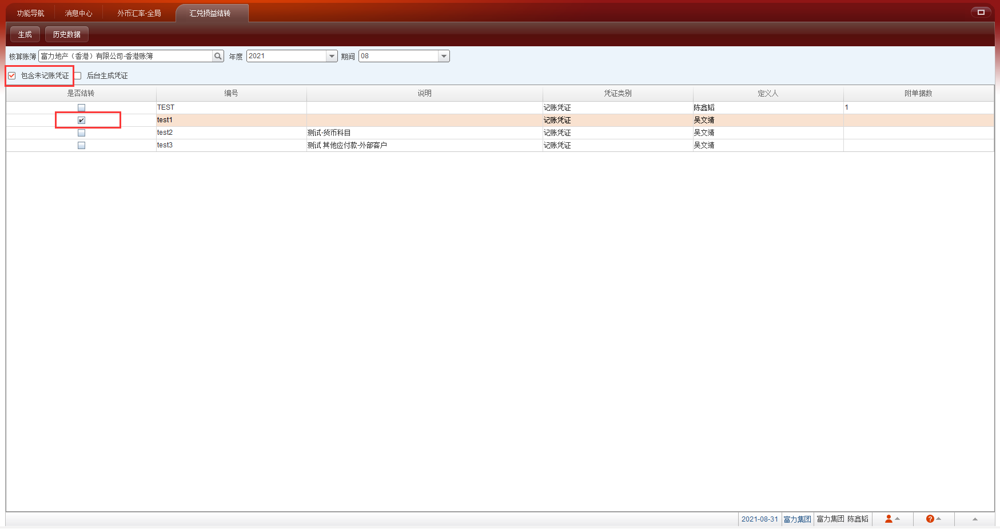 功能导航 消息中心 外币汇率-全局 汇兑损益结转
生成 历史数据
核算账簿 富力地产（香港）有限公司-香港账簿 年度 2021 期间 08
包含未记账凭证 后台生成凭证
是否结转 编号 说明 凭证类别 定义人 附单据数
TEST 记账凭证 陈鑫韬 1
test1 记账凭证 吴文靖
test2 测试-货币科目 记账凭证 吴文靖
test3 测试 其他应付款-外部客户 记账凭证 吴文靖
2021-08-31 富力集团 富力集团 陈鑫韬